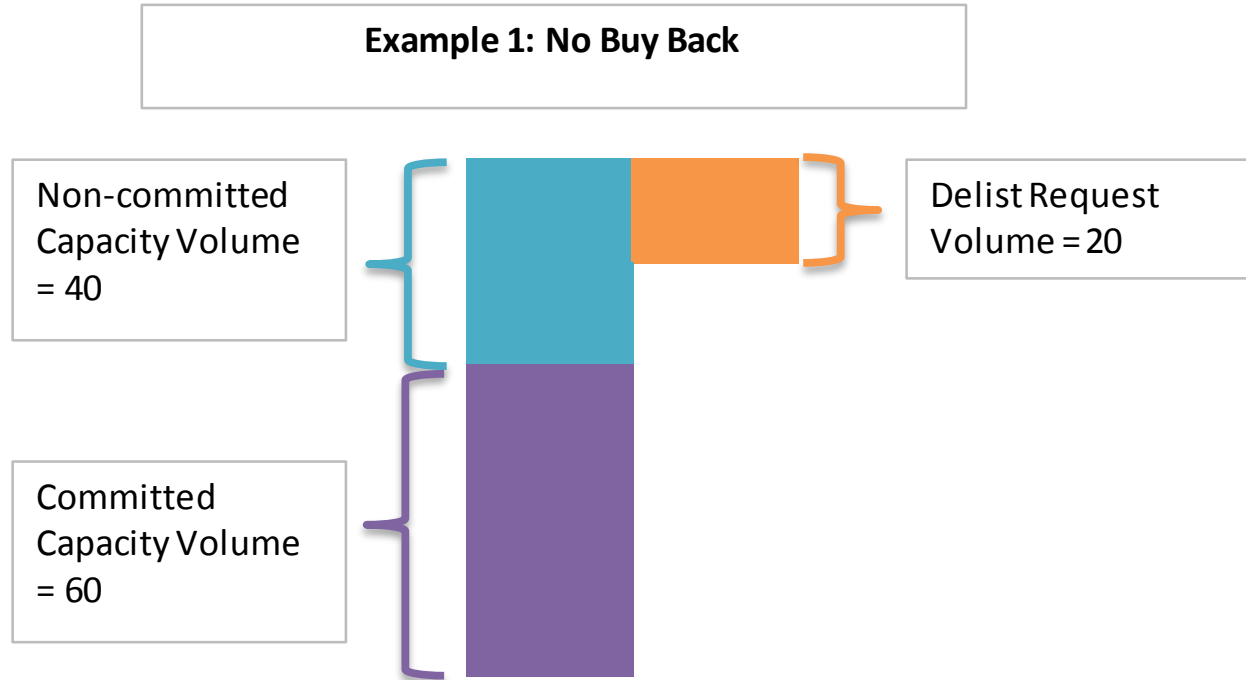 Example 1: No Buy Back
Non-committed
Capacity Volume
= 40
Delist Request
Volume = 20
Committed
Capacity Volume
= 60